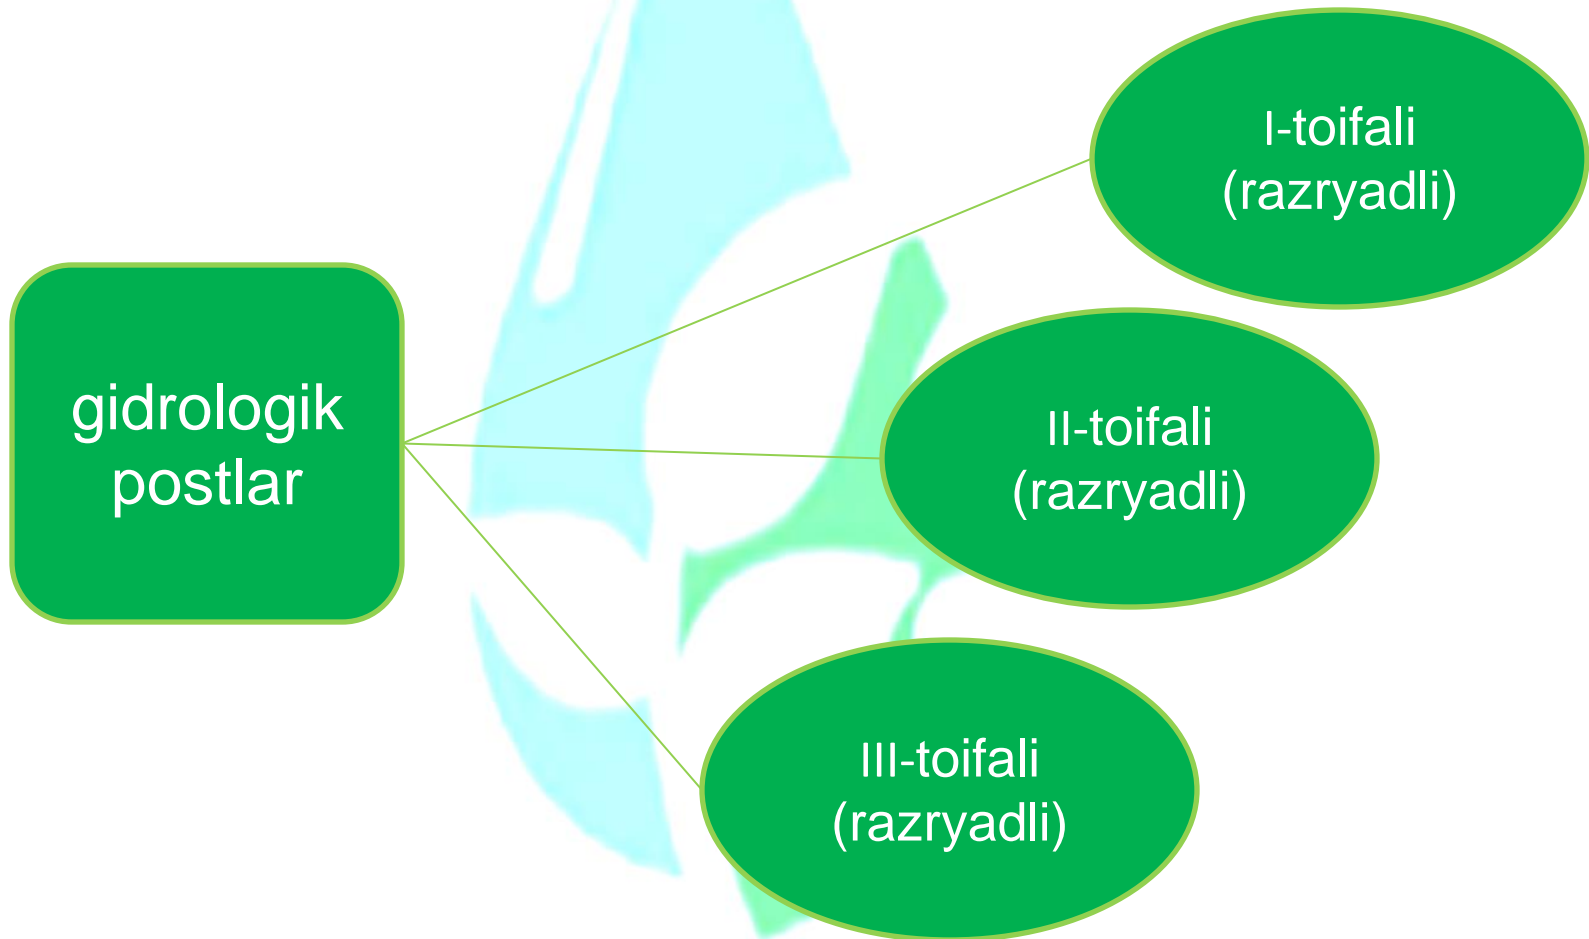 gidrologik
postlar
I-toifali
(razryadli)
II-toifali
(razryadli)
III-toifali
(razryadli)